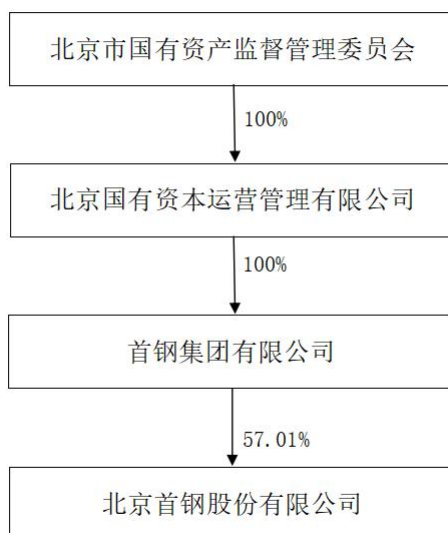 北京市国有资产监督管理委员会
100%
北京国有资本运营管理有限公司
100%
首钢集团有限公司
57.01%
北京首钢股份有限公司